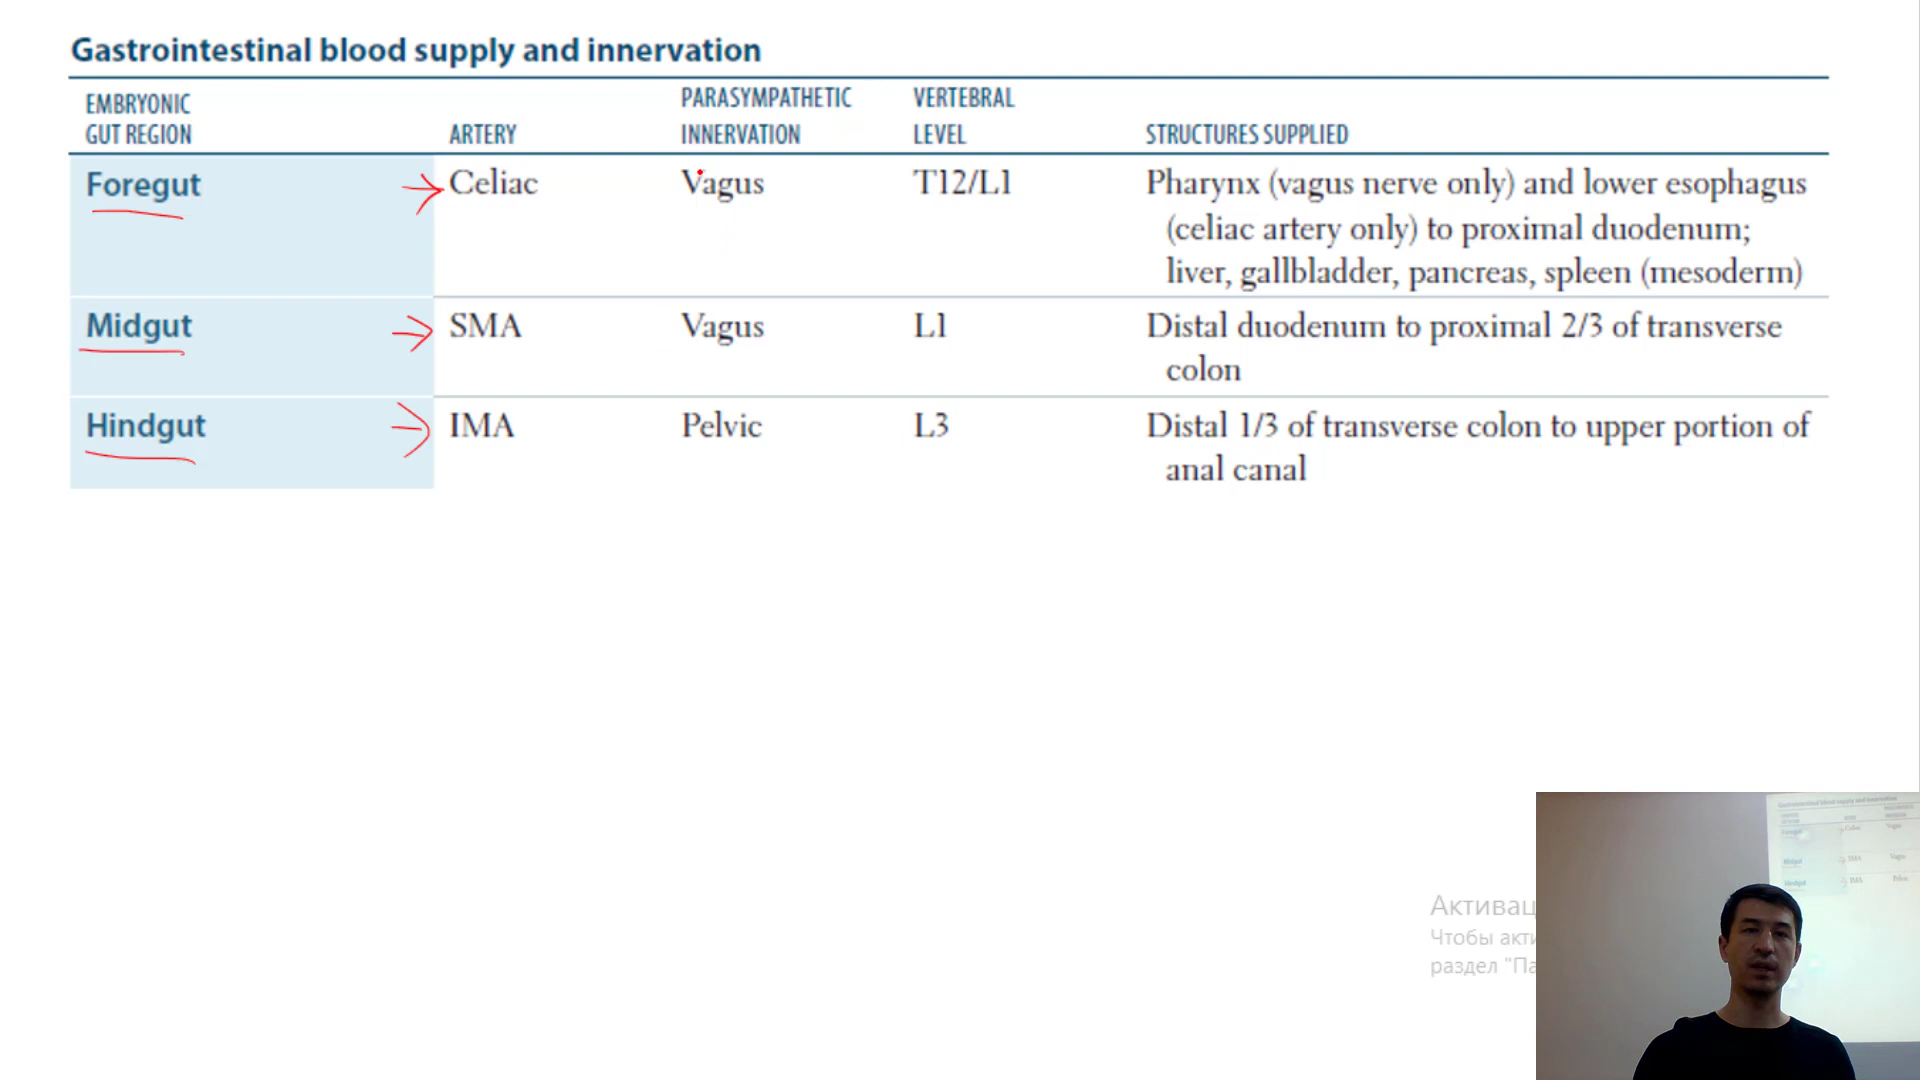 Gastrointestinal blood supply and innervation
EMBRYONIC GUT REGION ARTERY PARASYMPATHETIC INNERVATION VERTEBRAL LEVEL STRUCTURES SUPPLIED
Foregut Celiac Vagus T12/L1 Pharynx (vagus nerve only) and lower esophagus
(celiac artery only) to proximal duodenum;
liver, gallbladder, pancreas, spleen (mesoderm)
Midgut SMA Vagus L1 Distal duodenum to proximal 2/3 of transverse
colon
Hindgut IMA Pelvic L3 Distal 1/3 of transverse colon to upper portion of
anal canal
Активац
Чтобы акти
раздел "Па